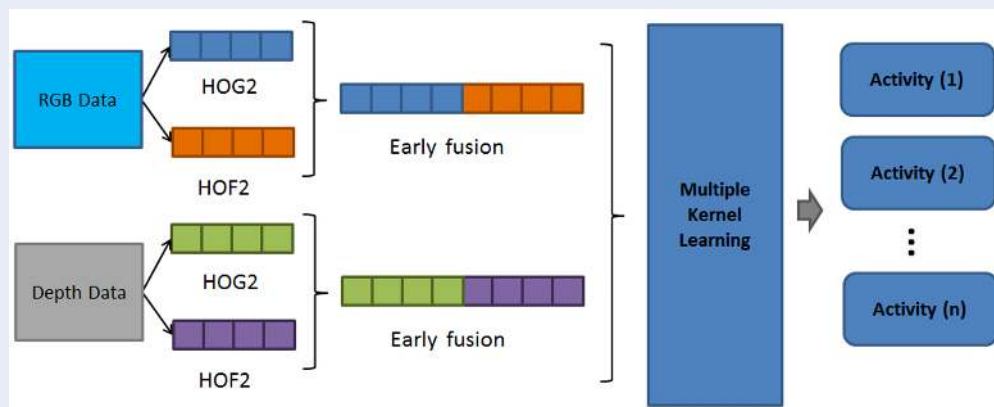 RGB Data
HOG2
HOF2
Early fusion
Depth Data
HOG2
HOF2
Early fusion
Multiple
Kernel
Learning
Activity (1)
Activity (2)
Activity (n)